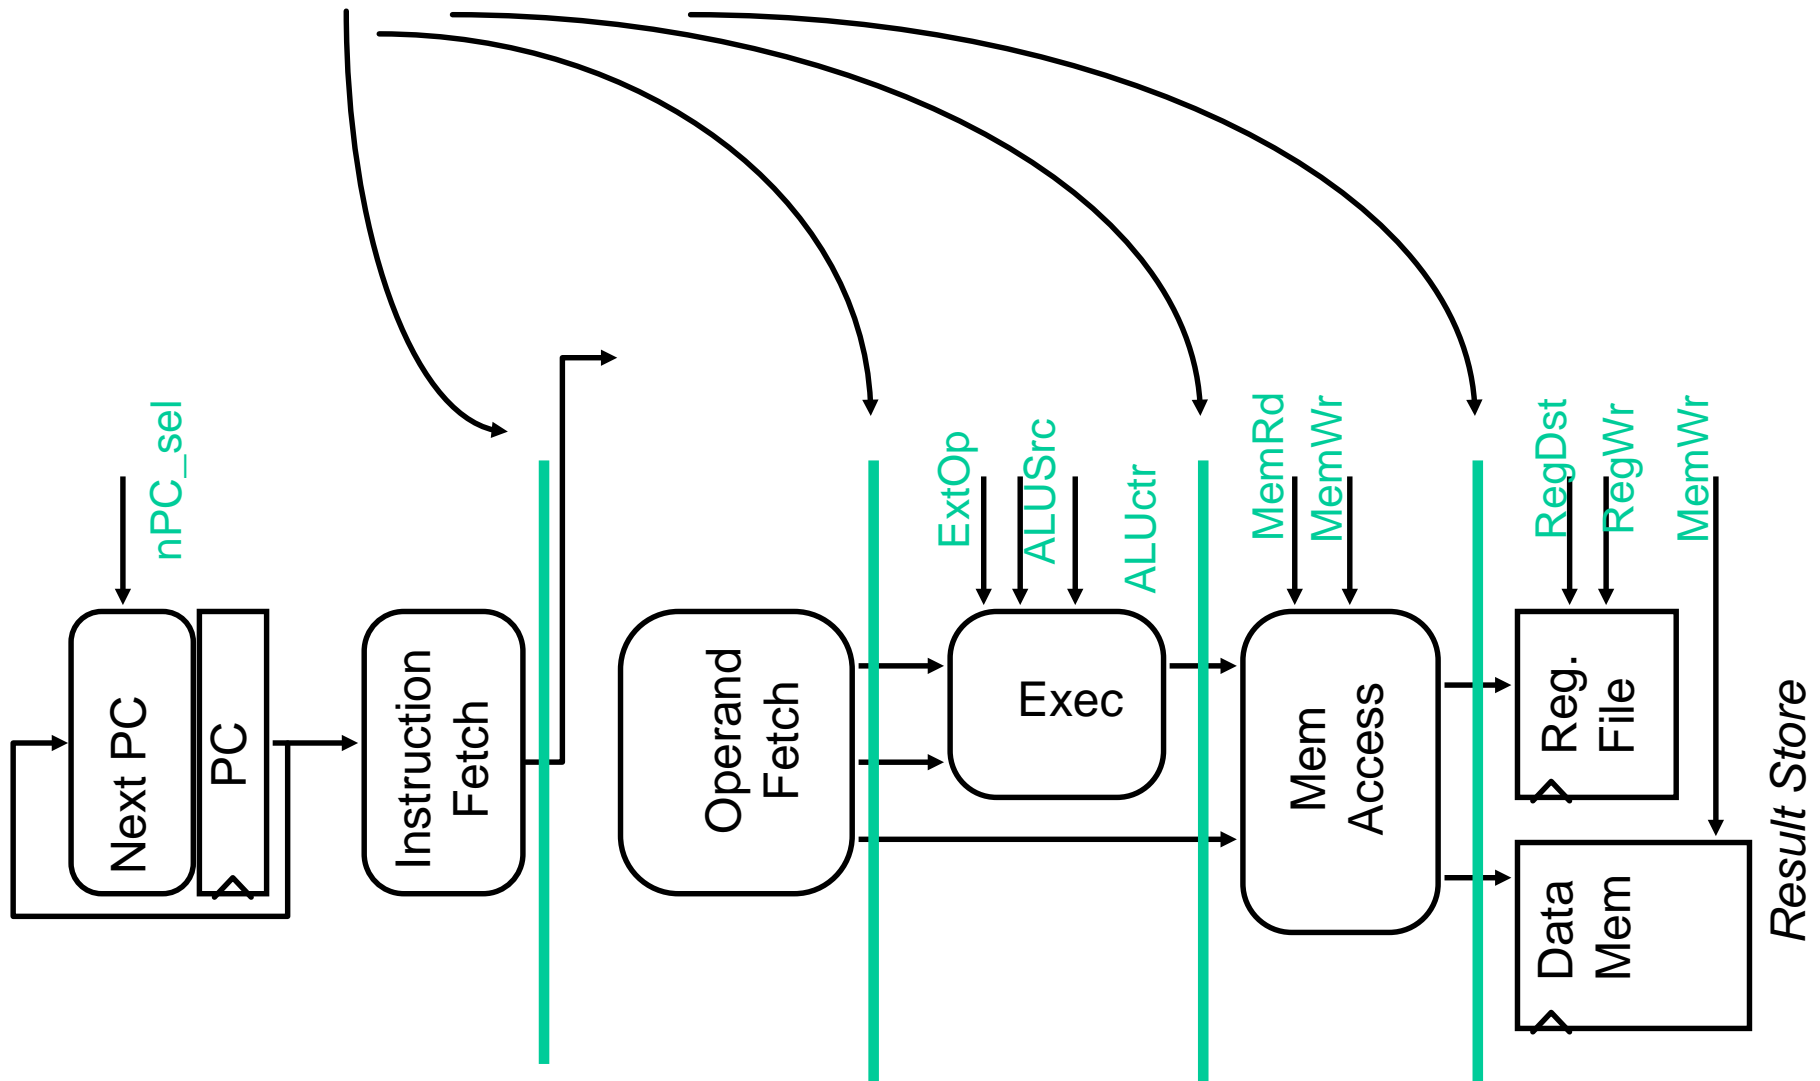 nPC_sel
Next PC
PC
Instruction
Fetch
Operand
Fetch
ExtOp
ALUSrc
ALUctr
Exec
MemRd
MemWr
Mem
Access
RegDst
RegWr
MemWr
Reg.
File
Data
Mem
Result Store